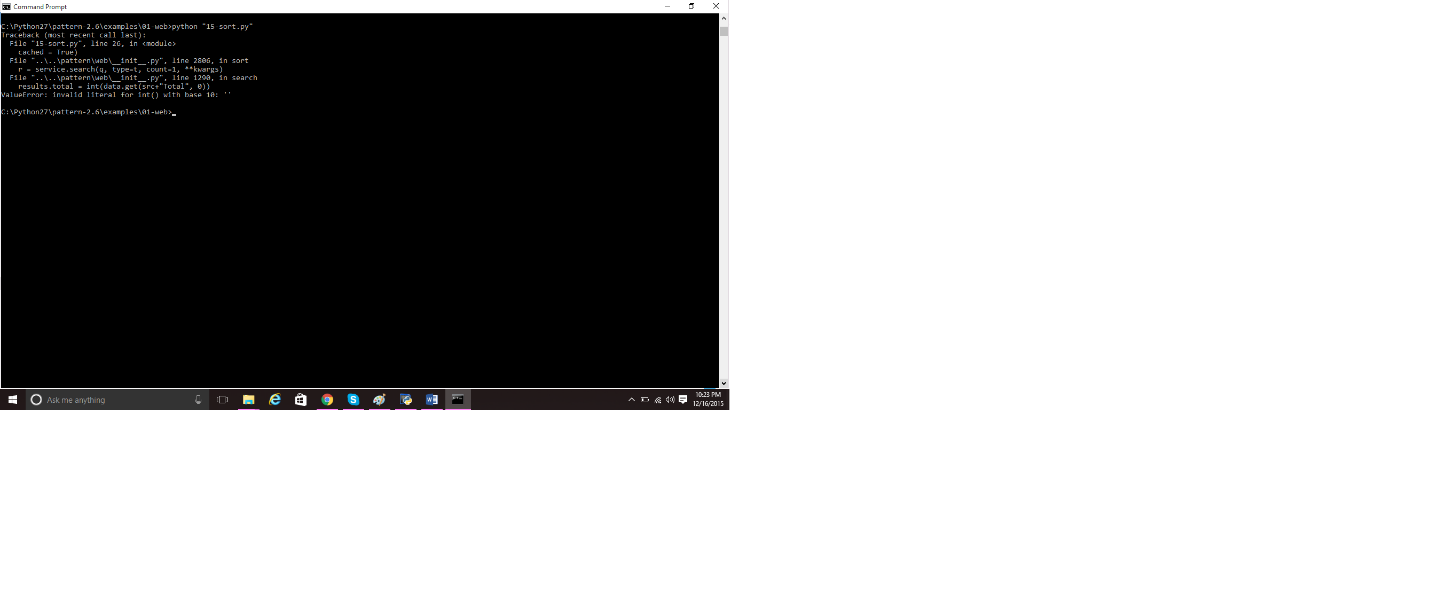 Command Prompt
C:\Python27\pattern-2.6\examples\01-web>python "15-sort.py"
Traceback (most recent call last):
  File "15-sort.py", line 26, in <module>
    cached = True)
  File "..\..\pattern\web\__init__.py", line 2806, in sort
    r = service.search(q, type=t, count=1, **kwargs)
  File "..\..\pattern\web\__init__.py", line 1290, in search
    results.total = int(data.get(src+"Total", 0))
ValueError: invalid literal for int() with base 10: ''
C:\Python27\pattern-2.6\examples\01-web>
Ask me anything
10:23 PM
12/16/2015